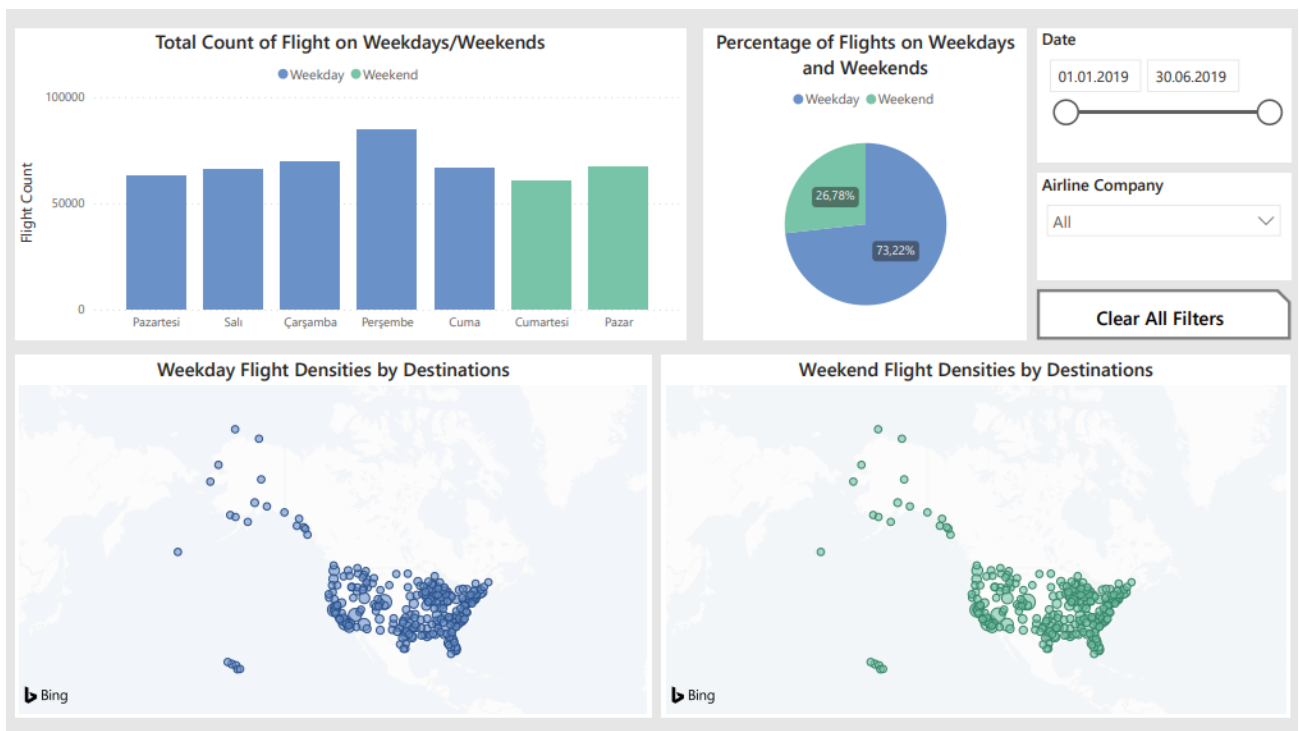 Total Count of Flight on Weekdays/Weekends
Weekday Weekend
100000
50000
0
Flight Count
Pazartesi Salı Çarşamba Perşembe Cuma Cumartesi Pazar
Percentage of Flights on Weekdays
and Weekends
Weekday Weekend
26,78%
73,22%
Date
01.01.2019 30.06.2019
Airline Company
All
Clear All Filters
Weekday Flight Densities by Destinations
Bing
Weekend Flight Densities by Destinations
Bing